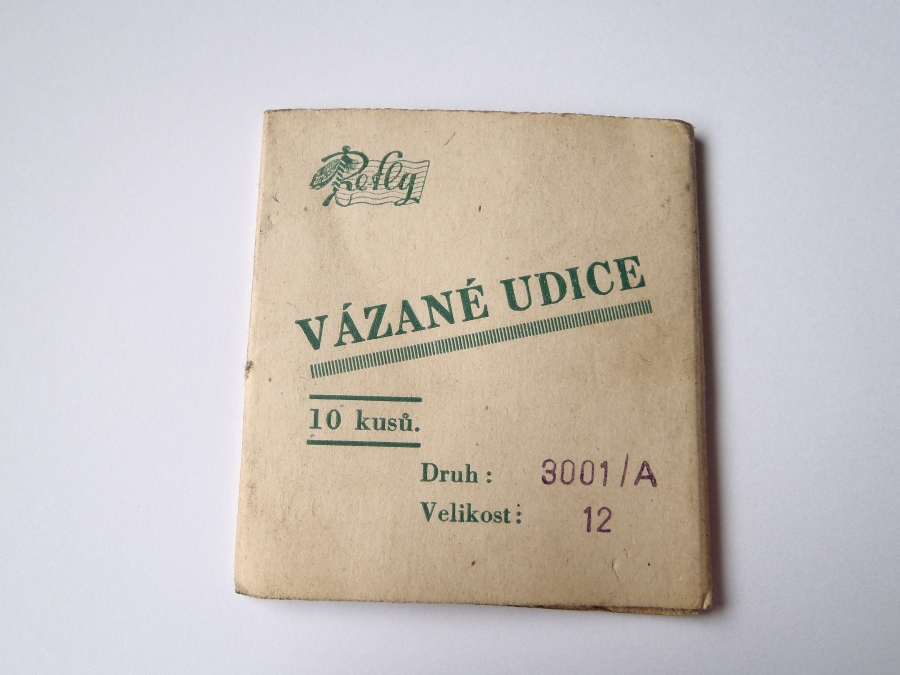 Refly
VÁZANÉ UDICE
10 kusů.
Druh: 3001/A
Velikost: 12